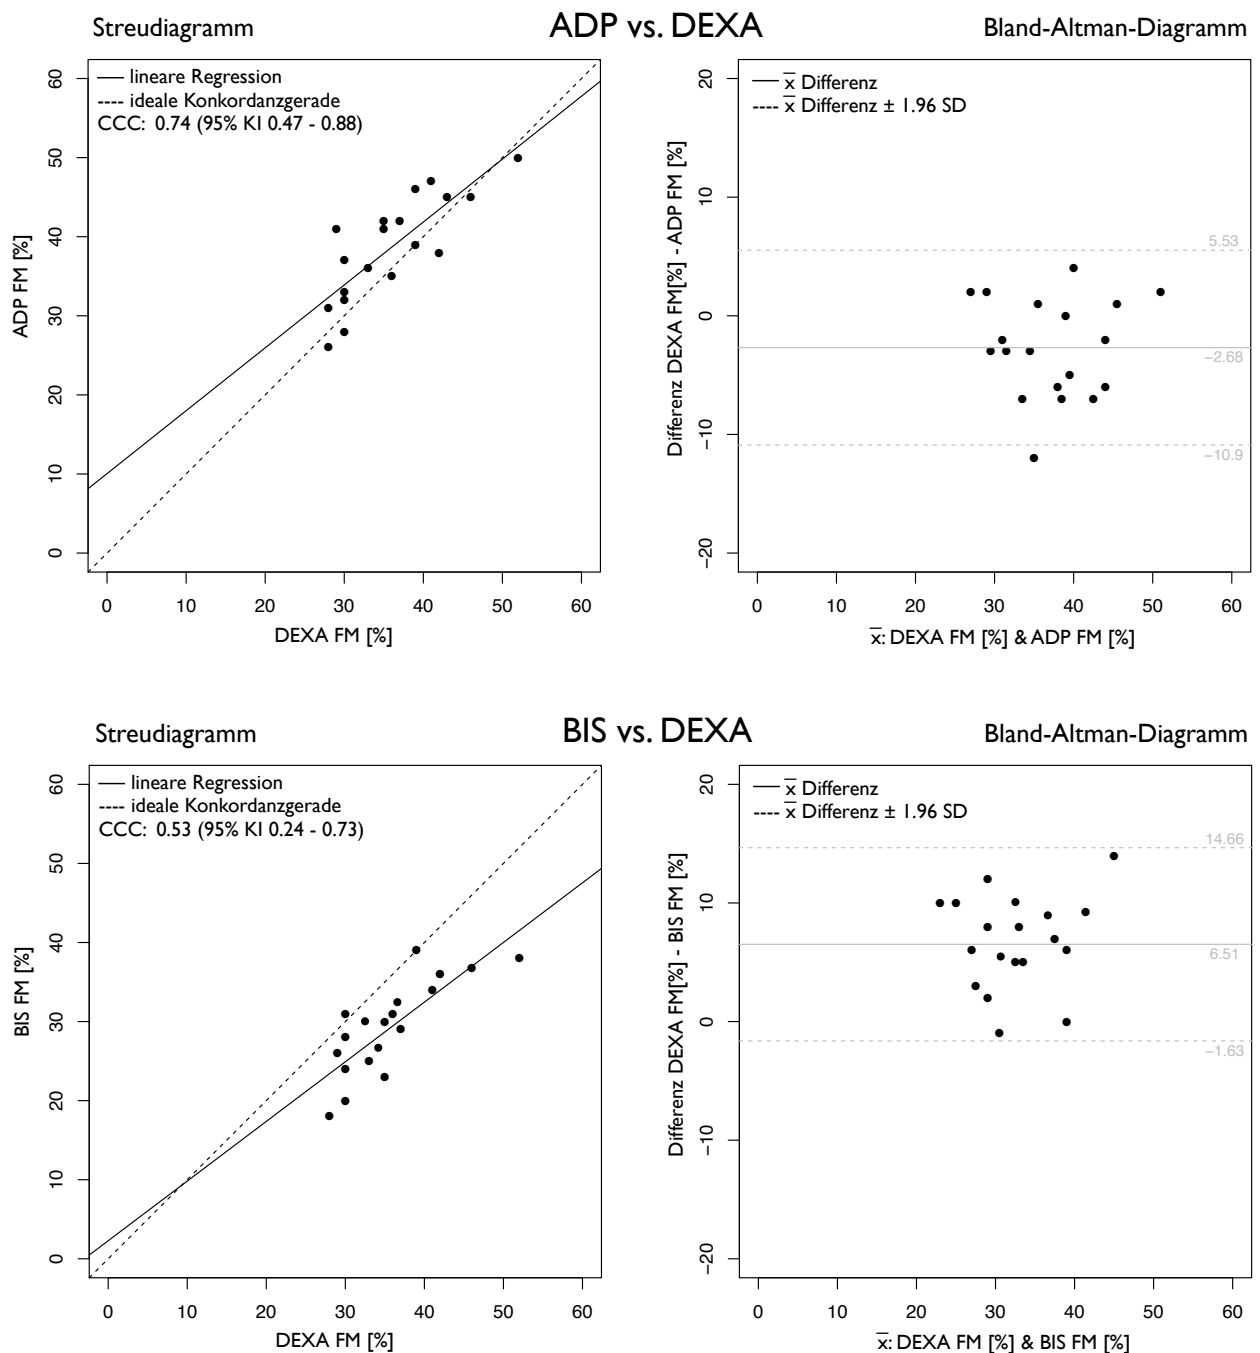 Streudiagramm
ADP vs. DEXA
Bland-Altman-Diagramm
lineare Regression
ideale Konkordanzgerade
CCC: 0.74 (95% KI 0.47 - 0.88)
60
50
40
30
20
10
0
ADP FM [%]
0 10 20 30 40 50 60
DEXA FM [%]
x̅ Differenz
x̅ Differenz ± 1.96 SD
20
10
0
−10
−20
Differenz DEXA FM[%] - ADP FM [%]
5.53
−2.68
−10.9
0 10 20 30 40 50 60
x̅: DEXA FM [%] & ADP FM [%]
Streudiagramm
BIS vs. DEXA
Bland-Altman-Diagramm
lineare Regression
ideale Konkordanzgerade
CCC: 0.53 (95% KI 0.24 - 0.73)
60
50
40
30
20
10
0
BIS FM [%]
0 10 20 30 40 50 60
DEXA FM [%]
x̅ Differenz
x̅ Differenz ± 1.96 SD
20
10
0
−10
−20
Differenz DEXA FM[%] - BIS FM [%]
14.66
6.51
−1.63
0 10 20 30 40 50 60
x̅: DEXA FM [%] & BIS FM [%]